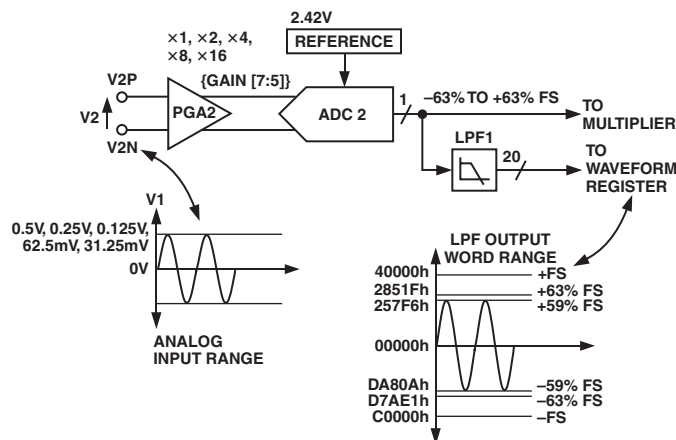 2.42V
REFERENCE
×1, ×2, ×4,
×8, ×16
{GAIN [7:5]}
V2P
V2
V2N
PGA2
ADC 2
1
–63% TO +63% FS
TO
MULTIPLIER
LPF1
20
TO
WAVEFORM
REGISTER
V1
0.5V, 0.25V, 0.125V,
62.5mV, 31.25mV
0V
ANALOG
INPUT RANGE
LPF OUTPUT
WORD RANGE
40000h +FS
2851Fh +63% FS
257F6h +59% FS
00000h
DA80Ah –59% FS
D7AE1h –63% FS
C0000h –FS